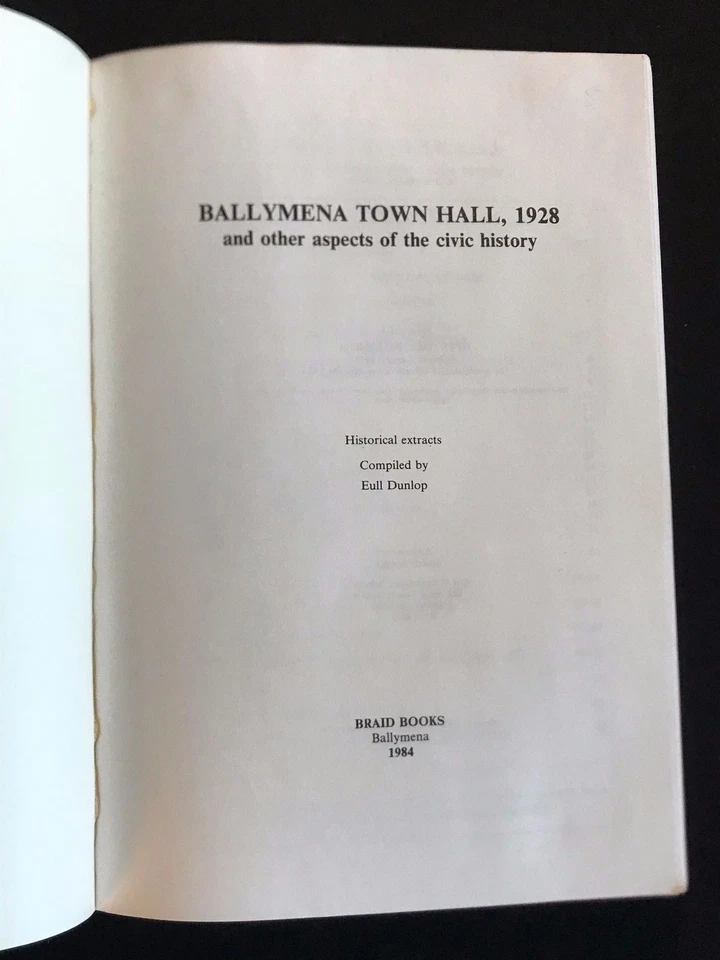 BALLYMENA TOWN HALL, 1928
and other aspects of the civic history
Historical extracts
Compiled by
Eull Dunlop
BRAID BOOKS
Ballymena
1984